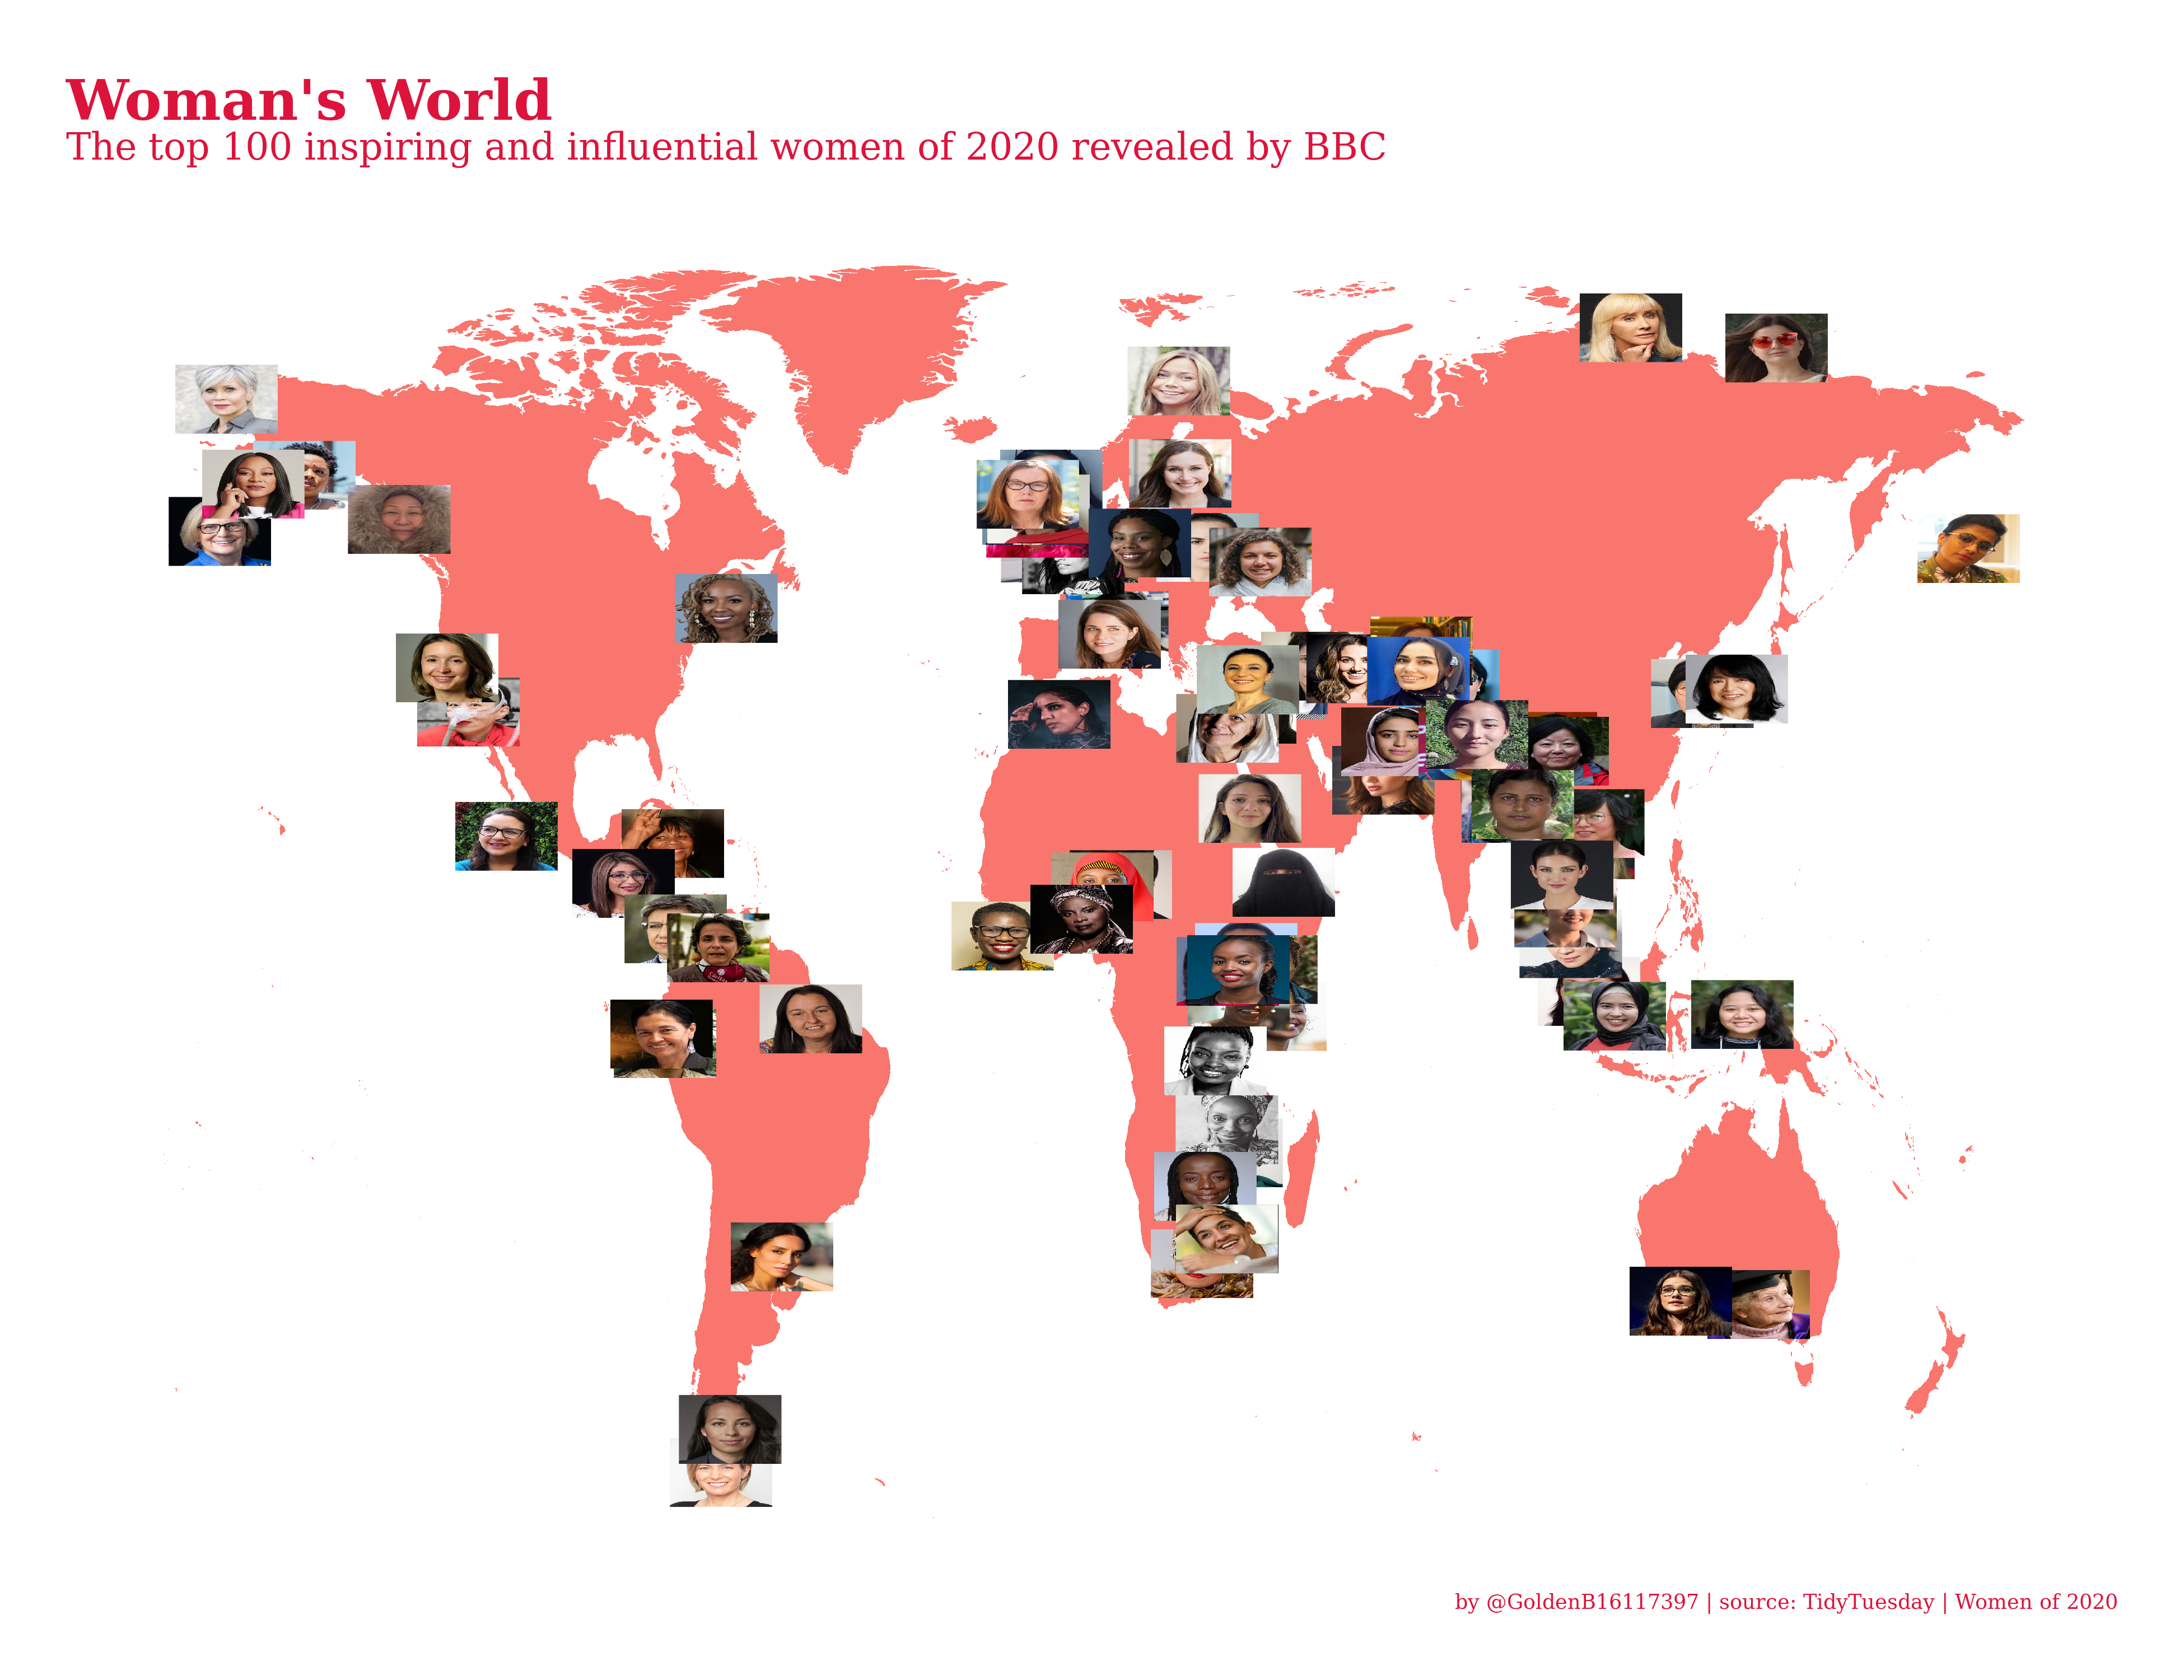 Woman's World
The top 100 inspiring and influential women of 2020 revealed by BBC
by @GoldenB16117397 | source: TidyTuesday | Women of 2020